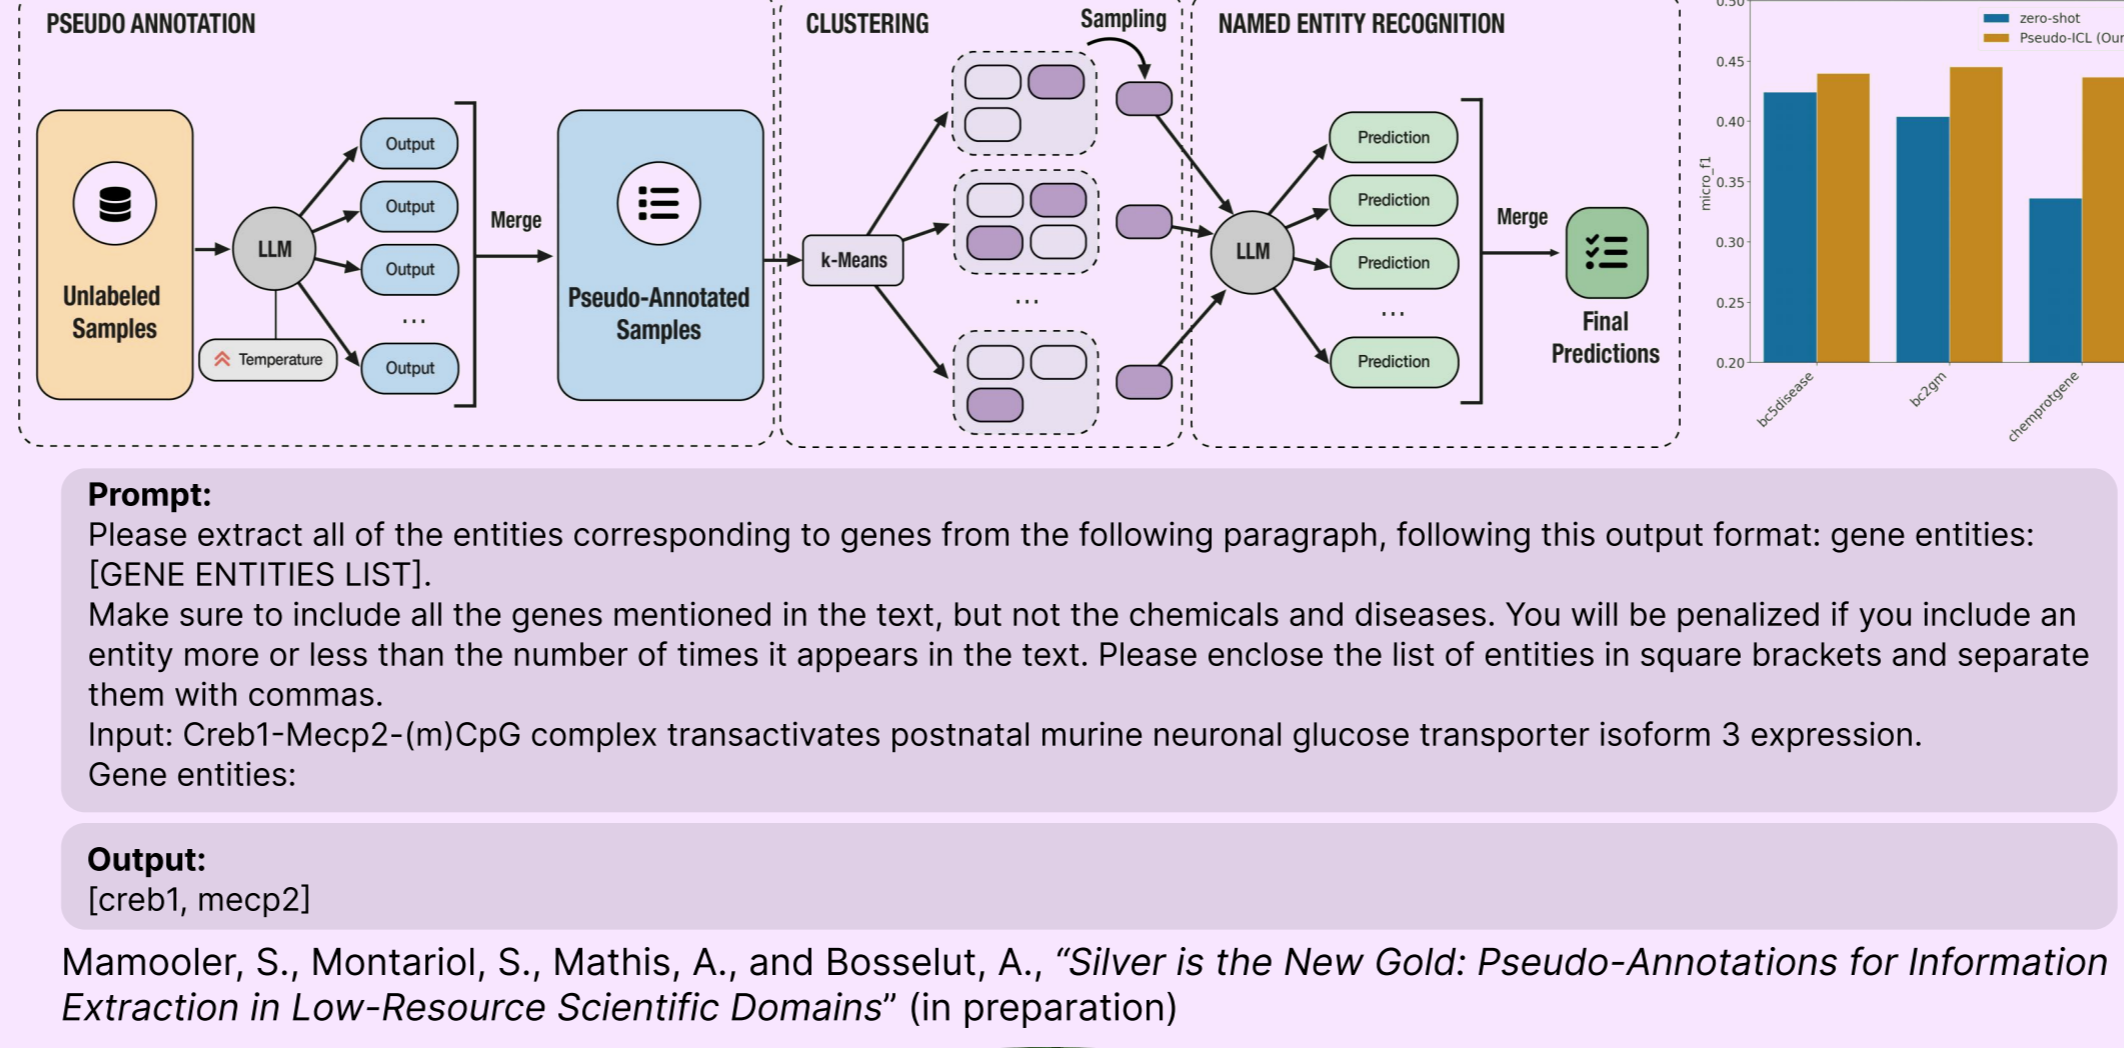 PSEUDO ANNOTATION
Unlabeled
Samples
LLM
Temperature
Output
Output
Output
...
Output
Merge
Pseudo-Annotated
Samples
CLUSTERING
Sampling
k-Means
...
NAMED ENTITY RECOGNITION
LLM
Prediction
Prediction
Prediction
...
Prediction
Merge
Final
Predictions
zero-shot
Pseudo-ICL (Our
micro_f1
0.50
0.45
0.40
0.35
0.30
0.25
0.20
bc5disease
bc2gm
chemprotgene
Prompt:
Please extract all of the entities corresponding to genes from the following paragraph, following this output format: gene entities:
[GENE ENTITIES LIST].
Make sure to include all the genes mentioned in the text, but not the chemicals and diseases. You will be penalized if you include an
entity more or less than the number of times it appears in the text. Please enclose the list of entities in square brackets and separate
them with commas.
Input: Creb1-Mecp2-(m)CpG complex transactivates postnatal murine neuronal glucose transporter isoform 3 expression.
Gene entities:
Output:
[creb1, mecp2]
Mamooler, S., Montariol, S., Mathis, A., and Bosselut, A., “Silver is the New Gold: Pseudo-Annotations for Information
Extraction in Low-Resource Scientific Domains” (in preparation)